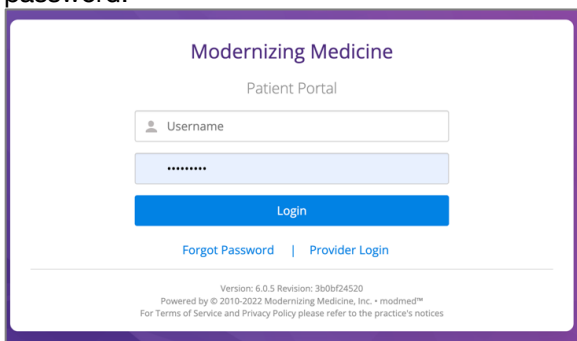 password.
Modernizing Medicine
Patient Portal
Username
•••••••••
Login
Forgot Password | Provider Login
Version: 6.0.5 Revision: 3b0bf24520
Powered by © 2010-2022 Modernizing Medicine, Inc. • modmed™
For Terms of Service and Privacy Policy please refer to the practice's notices